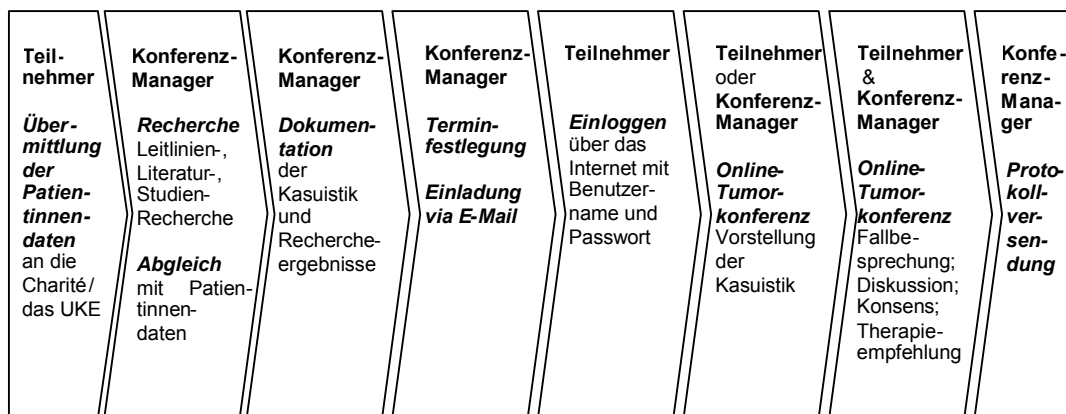 Teil-
nehmer
Über-
mittlung
der
Patien-
tinnen-
daten
an die
Charité/
das UKE
Konferenz-
Manager
Recherche
Leitlinien-,
Literatur-,
Studien-
Recherche
Abgleich
mit Patien-
tinnen-
daten
Konferenz-
Manager
Dokumen-
tation
der
Kasuistik
und
Recherche-
ergebnisse
Konferenz-
Manager
Termin-
festlegung
Einladung
via E-Mail
Teilnehmer
Einloggen
über das
Internet mit
Benutzer-
name und
Passwort
Teilnehmer
oder
Konferenz-
Manager
Online-
Tumor-
konferenz
Vorstellung
der
Kasuistik
Teilnehmer
&
Konferenz-
Manager
Online-
Tumor-
konferenz
Fallbe-
sprechung;
Diskussion;
Konsens;
Therapie-
empfehlung
Konfe-
renz-
Mana-
ger
Proto-
koll-
ver-
sen-
dung